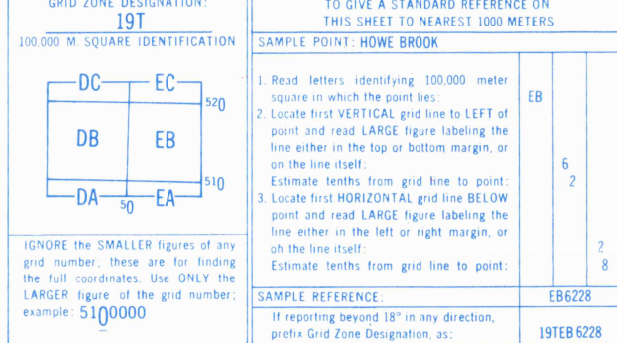 GRID ZONE DESIGNATION:
19T
100,000 M. SQUARE IDENTIFICATION
DC
EC
520
DB
EB
510
DA
50
EA
IGNORE the SMALLER figures of any
grid number; these are for finding
the full coordinates. Use ONLY the
LARGER figure of the grid number;
example: 5100000
TO GIVE A STANDARD REFERENCE ON
THIS SHEET TO NEAREST 1000 METERS
SAMPLE POINT: HOWE BROOK
1. Read letters identifying 100,000 meter
square in which the point lies:
EB
2. Locate first VERTICAL grid line to LEFT of
point and read LARGE figure labeling the
line either in the top or bottom margin, or
on the line itself:
6
Estimate tenths from grid line to point:
2
3. Locate first HORIZONTAL grid line BELOW
point and read LARGE figure labeling the
line either in the left or right margin, or
on the line itself:
2
Estimate tenths from grid line to point:
8
SAMPLE REFERENCE:
EB6228
If reporting beyond 18° in any direction,
prefix Grid Zone Designation, as:
19TEB6228